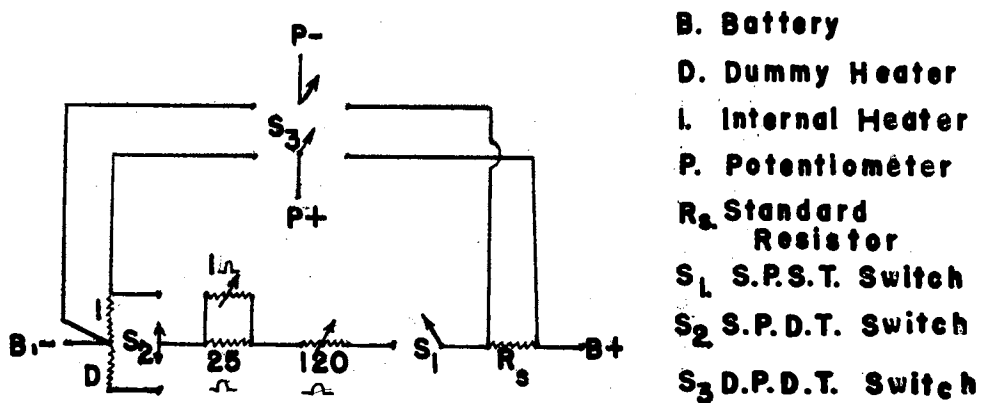 P-
S3
P+
1Ω
I
B,-
S2
S1
B+
D
25
120
Rs
Ω
Ω
B. Battery
D. Dummy Heater
I. Internal Heater
P. Potentiometer
Rs. Standard
Resistor
S1. S.P.S.T. Switch
S2. S.P.D.T. Switch
S3 D.P.D.T. Switch